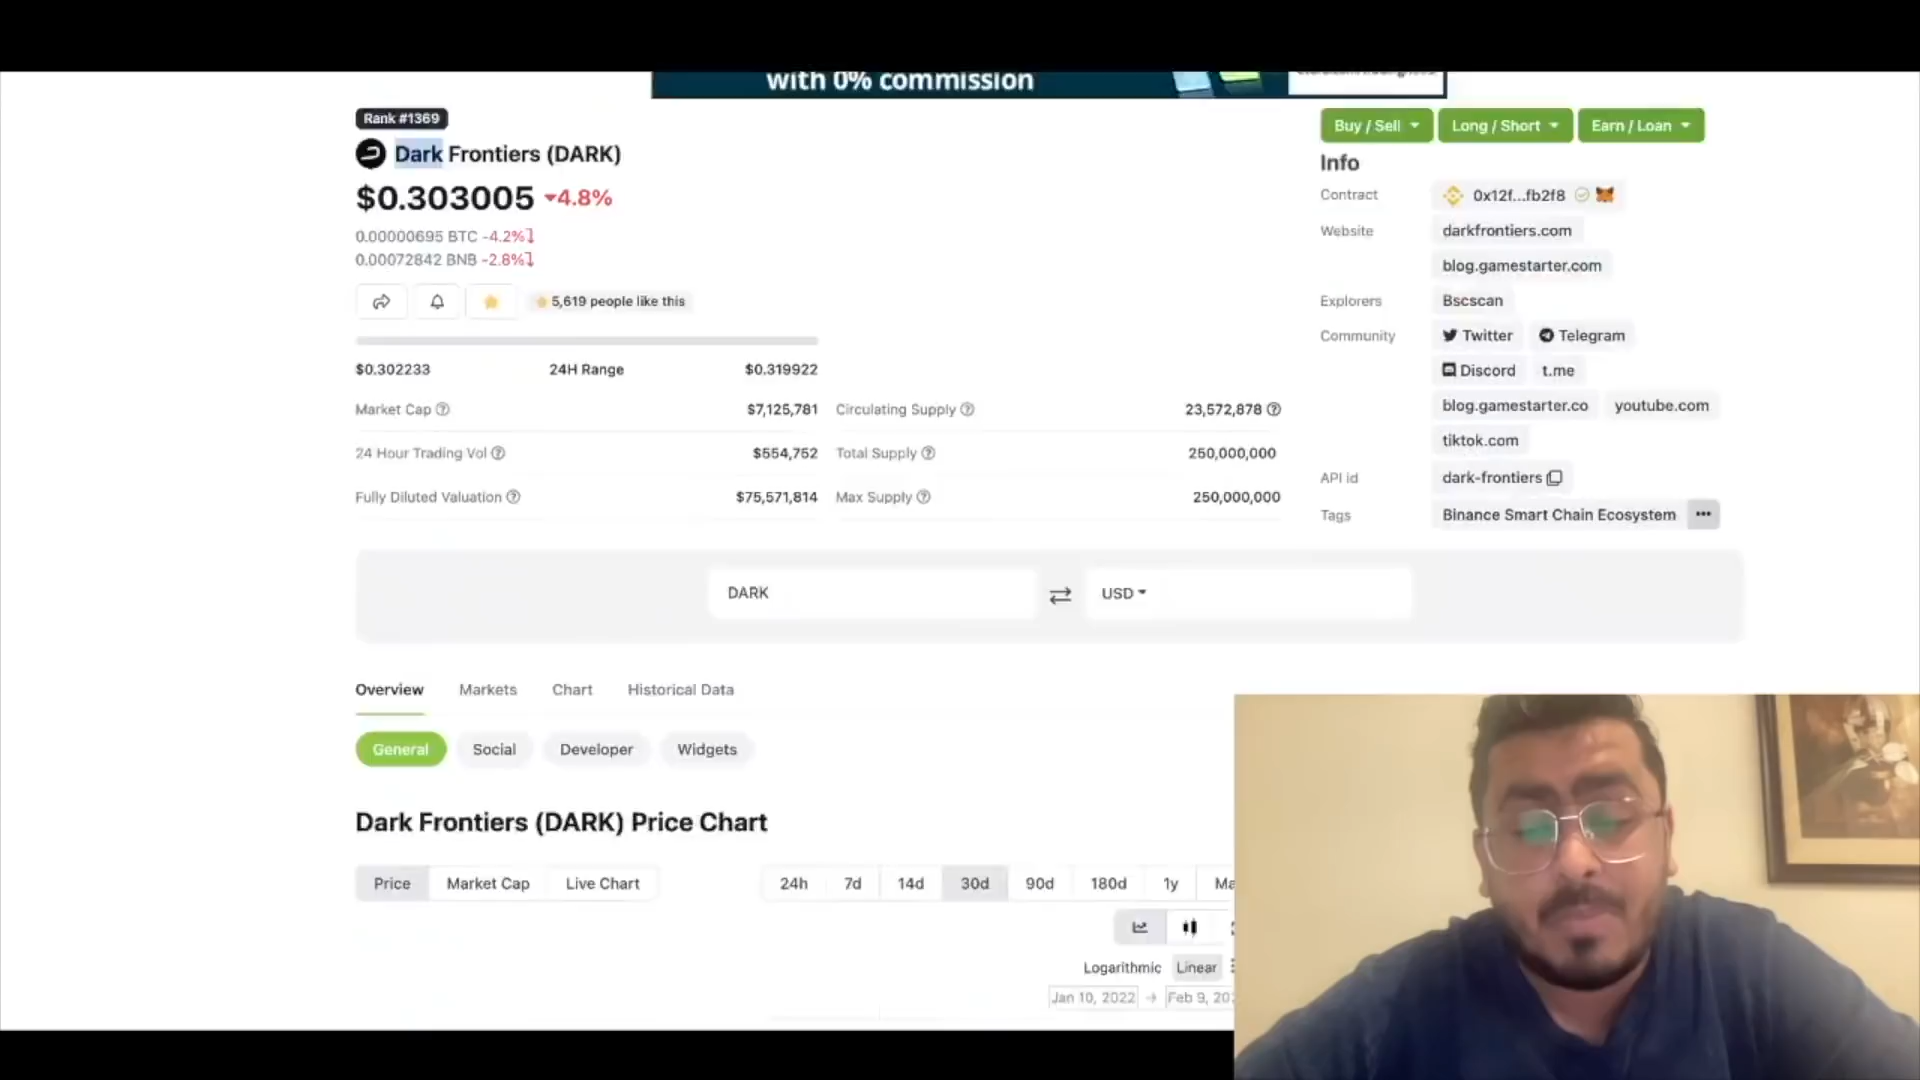 with 0% commission
Rank #1369
Dark Frontiers (DARK)
$0.303005 4.8%
0.00000695 BTC -4.2%
0.00072842 BNB -2.8%
5,619 people like this
$0.302233 24H Range $0.319922
Market Cap $7,125,781 Circulating Supply 23,572,878
24 Hour Trading Vol $554,752 Total Supply 250,000,000
Fully Diluted Valuation $75,571,814 Max Supply 250,000,000
Buy / Sell Long / Short Earn / Loan
Info
Contract 0x12f...fb2f8
Website darkfrontiers.com
blog.gamestarter.com
Explorers Bscscan
Community Twitter Telegram
Discord t.me
blog.gamestarter.co youtube.com
tiktok.com
API id dark-frontiers
Tags Binance Smart Chain Ecosystem
DARK USD
Overview Markets Chart Historical Data
General Social Developer Widgets
Dark Frontiers (DARK) Price Chart
Price Market Cap Live Chart 24h 7d 14d 30d 90d 180d 1y
Logarithmic Linear
Jan 10, 2022 → Feb 9, 20